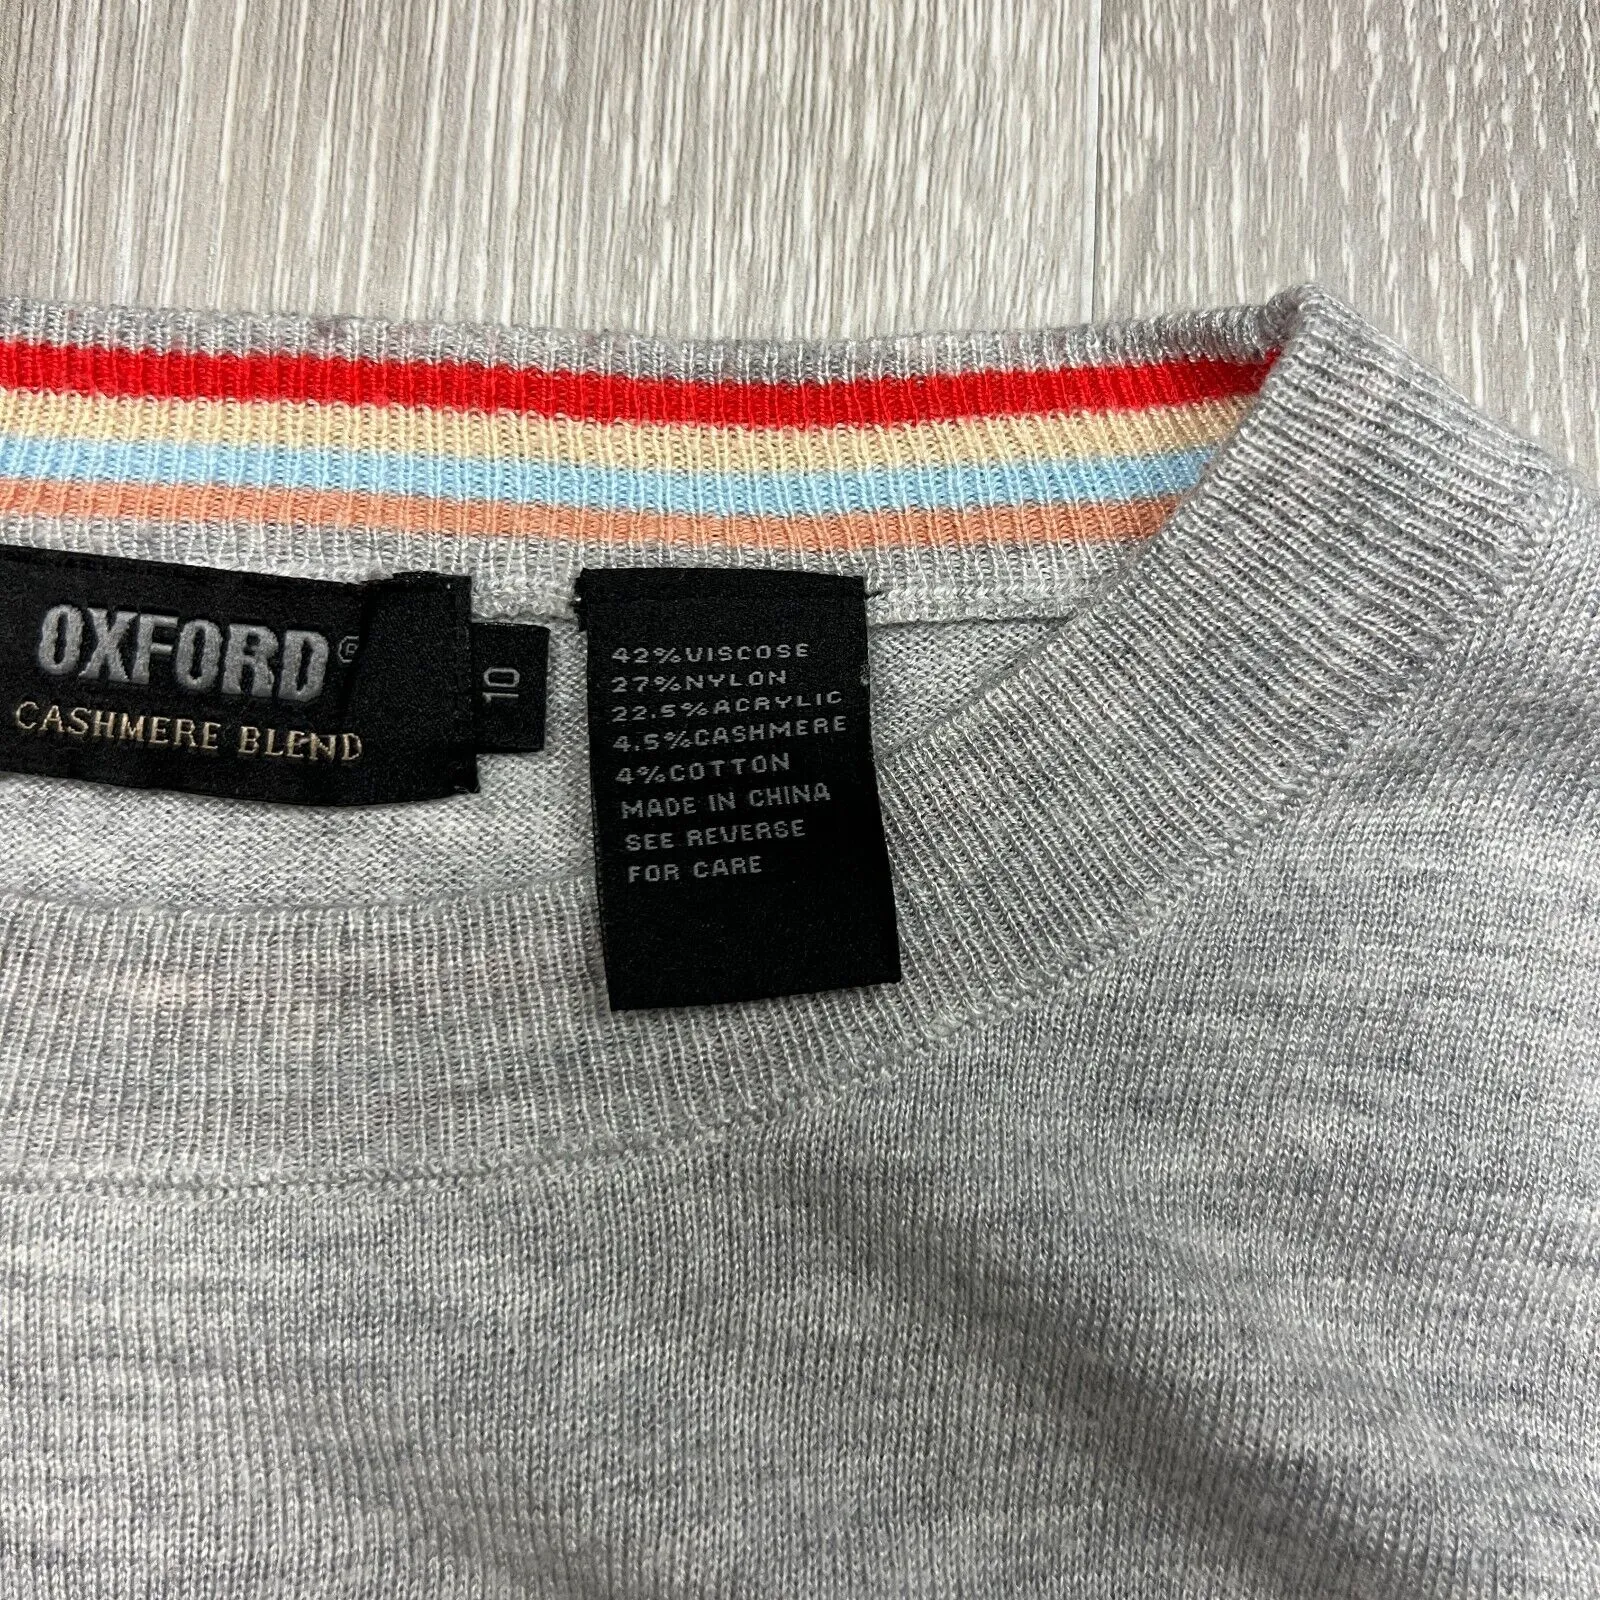 OXFORD®
CASHMERE BLEND
10
42%VISCOSE
27%NYLON
22.5%ACRYLIC
4.5%CASHMERE
4%COTTON
MADE IN CHINA
SEE REVERSE
FOR CARE